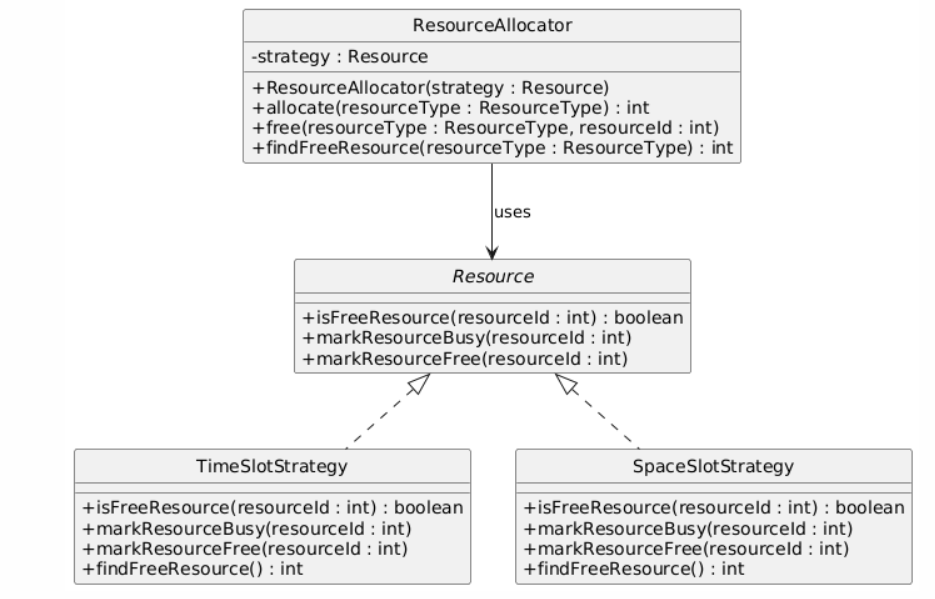 ResourceAllocator
-strategy : Resource
+ResourceAllocator(strategy : Resource)
+allocate(resourceType : ResourceType) : int
+free(resourceType : ResourceType, resourceId : int)
+findFreeResource(resourceType : ResourceType) : int
uses
Resource
+isFreeResource(resourceId : int) : boolean
+markResourceBusy(resourceId : int)
+markResourceFree(resourceId : int)
TimeSlotStrategy
+isFreeResource(resourceId : int) : boolean
+markResourceBusy(resourceId : int)
+markResourceFree(resourceId : int)
+findFreeResource() : int
SpaceSlotStrategy
+isFreeResource(resourceId : int) : boolean
+markResourceBusy(resourceId : int)
+markResourceFree(resourceId : int)
+findFreeResource() : int